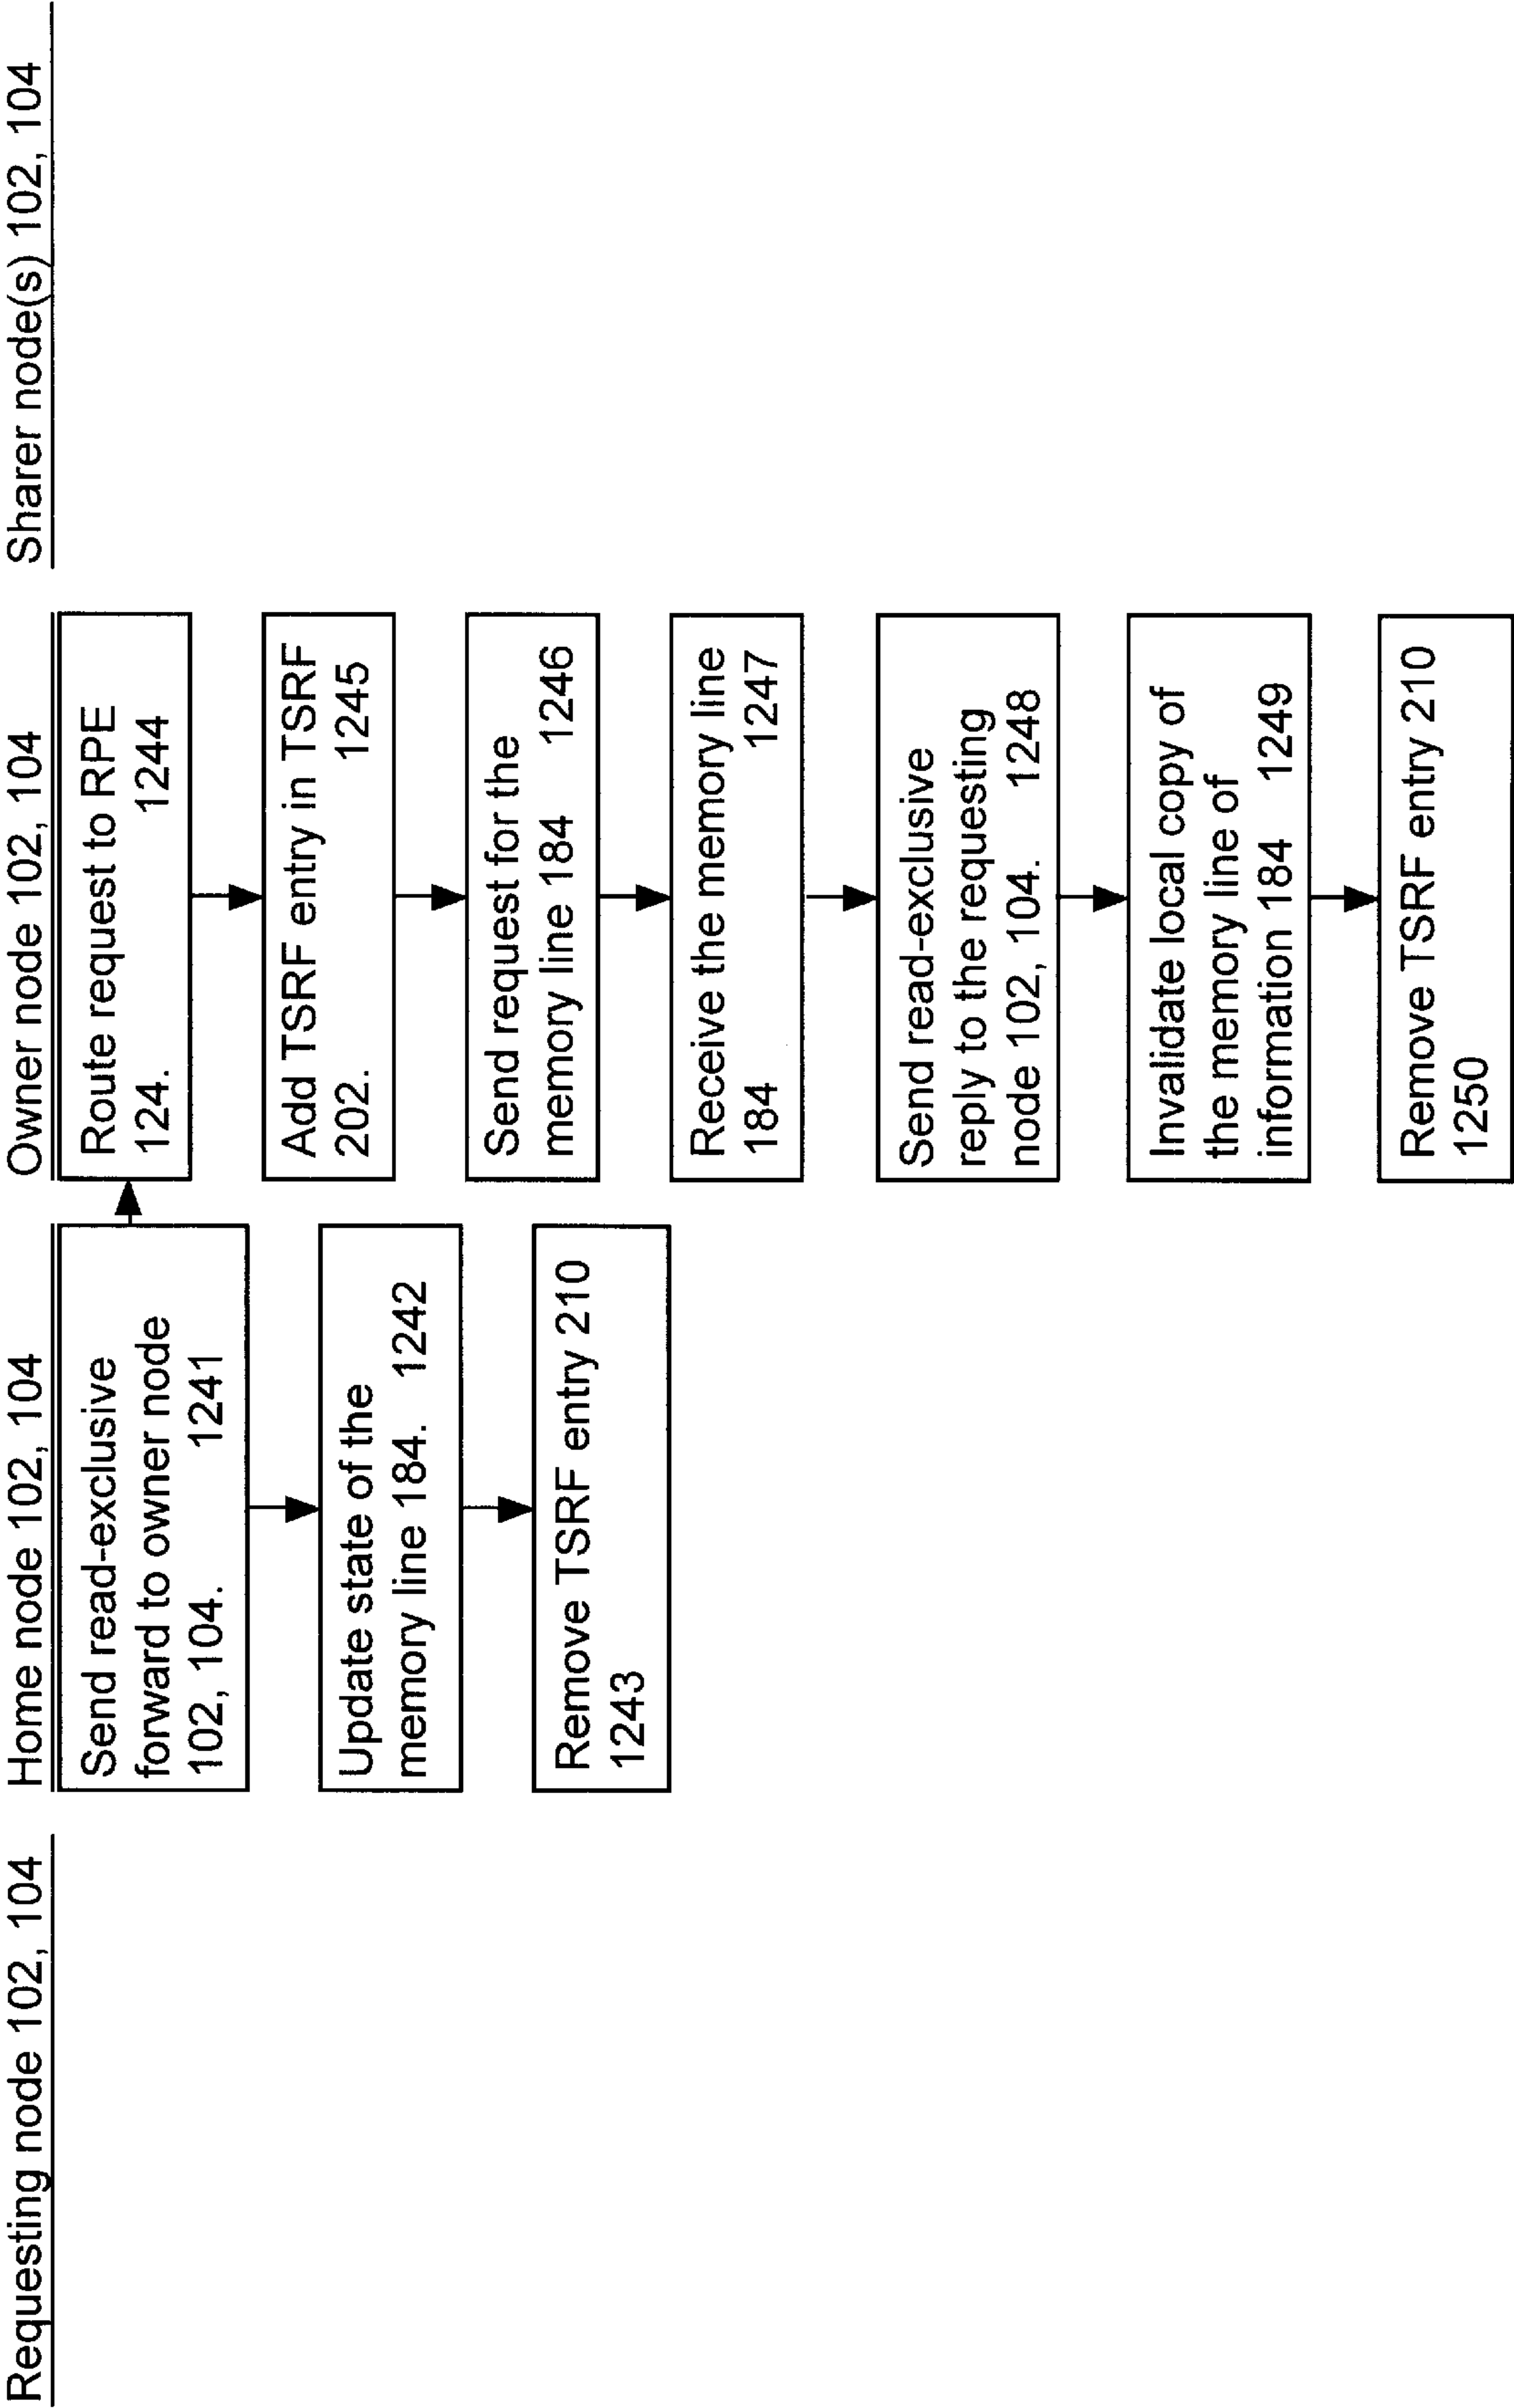 Requesting node 102, 104
Home node 102, 104
Owner node 102, 104
Sharer node(s) 102, 104
Send read-exclusive
forward to owner node
102, 104. 1241
Update state of the
memory line 184. 1242
Remove TSRF entry 210
1243
Route request to RPE
124. 1244
Add TSRF entry in TSRF
202. 1245
Send request for the
memory line 184 1246
Receive the memory line
184 1247
Send read-exclusive
reply to the requesting
node 102, 104. 1248
Invalidate local copy of
the memory line of
information 184 1249
Remove TSRF entry 210
1250